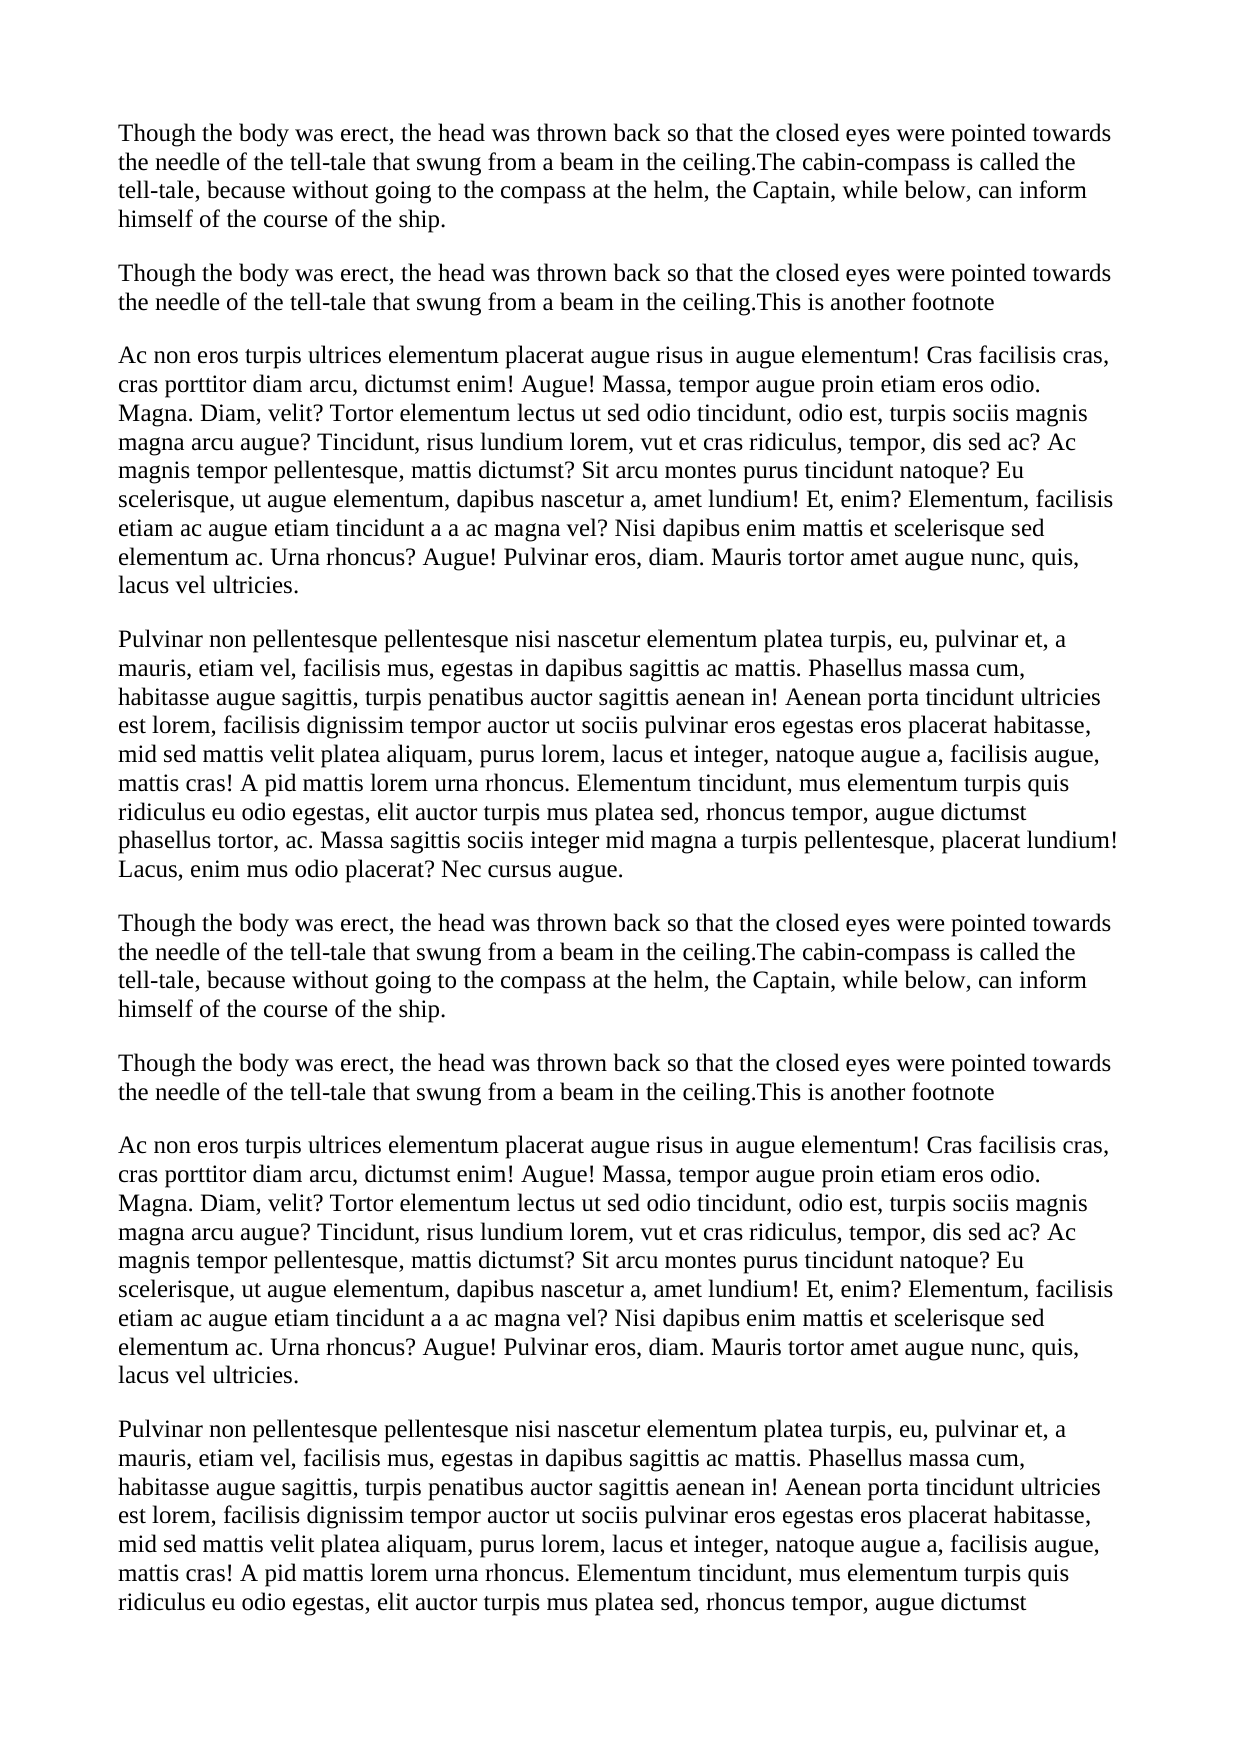 Though the body was erect, the head was thrown back so that the closed eyes were pointed towards
the needle of the tell-tale that swung from a beam in the ceiling.The cabin-compass is called the
tell-tale, because without going to the compass at the helm, the Captain, while below, can inform
himself of the course of the ship.
Though the body was erect, the head was thrown back so that the closed eyes were pointed towards
the needle of the tell-tale that swung from a beam in the ceiling.This is another footnote
Ac non eros turpis ultrices elementum placerat augue risus in augue elementum! Cras facilisis cras,
cras porttitor diam arcu, dictumst enim! Augue! Massa, tempor augue proin etiam eros odio.
Magna. Diam, velit? Tortor elementum lectus ut sed odio tincidunt, odio est, turpis sociis magnis
magna arcu augue? Tincidunt, risus lundium lorem, vut et cras ridiculus, tempor, dis sed ac? Ac
magnis tempor pellentesque, mattis dictumst? Sit arcu montes purus tincidunt natoque? Eu
scelerisque, ut augue elementum, dapibus nascetur a, amet lundium! Et, enim? Elementum, facilisis
etiam ac augue etiam tincidunt a a ac magna vel? Nisi dapibus enim mattis et scelerisque sed
elementum ac. Urna rhoncus? Augue! Pulvinar eros, diam. Mauris tortor amet augue nunc, quis,
lacus vel ultricies.
Pulvinar non pellentesque pellentesque nisi nascetur elementum platea turpis, eu, pulvinar et, a
mauris, etiam vel, facilisis mus, egestas in dapibus sagittis ac mattis. Phasellus massa cum,
habitasse augue sagittis, turpis penatibus auctor sagittis aenean in! Aenean porta tincidunt ultricies
est lorem, facilisis dignissim tempor auctor ut sociis pulvinar eros egestas eros placerat habitasse,
mid sed mattis velit platea aliquam, purus lorem, lacus et integer, natoque augue a, facilisis augue,
mattis cras! A pid mattis lorem urna rhoncus. Elementum tincidunt, mus elementum turpis quis
ridiculus eu odio egestas, elit auctor turpis mus platea sed, rhoncus tempor, augue dictumst
phasellus tortor, ac. Massa sagittis sociis integer mid magna a turpis pellentesque, placerat lundium!
Lacus, enim mus odio placerat? Nec cursus augue.
Though the body was erect, the head was thrown back so that the closed eyes were pointed towards
the needle of the tell-tale that swung from a beam in the ceiling.The cabin-compass is called the
tell-tale, because without going to the compass at the helm, the Captain, while below, can inform
himself of the course of the ship.
Though the body was erect, the head was thrown back so that the closed eyes were pointed towards
the needle of the tell-tale that swung from a beam in the ceiling.This is another footnote
Ac non eros turpis ultrices elementum placerat augue risus in augue elementum! Cras facilisis cras,
cras porttitor diam arcu, dictumst enim! Augue! Massa, tempor augue proin etiam eros odio.
Magna. Diam, velit? Tortor elementum lectus ut sed odio tincidunt, odio est, turpis sociis magnis
magna arcu augue? Tincidunt, risus lundium lorem, vut et cras ridiculus, tempor, dis sed ac? Ac
magnis tempor pellentesque, mattis dictumst? Sit arcu montes purus tincidunt natoque? Eu
scelerisque, ut augue elementum, dapibus nascetur a, amet lundium! Et, enim? Elementum, facilisis
etiam ac augue etiam tincidunt a a ac magna vel? Nisi dapibus enim mattis et scelerisque sed
elementum ac. Urna rhoncus? Augue! Pulvinar eros, diam. Mauris tortor amet augue nunc, quis,
lacus vel ultricies.
Pulvinar non pellentesque pellentesque nisi nascetur elementum platea turpis, eu, pulvinar et, a
mauris, etiam vel, facilisis mus, egestas in dapibus sagittis ac mattis. Phasellus massa cum,
habitasse augue sagittis, turpis penatibus auctor sagittis aenean in! Aenean porta tincidunt ultricies
est lorem, facilisis dignissim tempor auctor ut sociis pulvinar eros egestas eros placerat habitasse,
mid sed mattis velit platea aliquam, purus lorem, lacus et integer, natoque augue a, facilisis augue,
mattis cras! A pid mattis lorem urna rhoncus. Elementum tincidunt, mus elementum turpis quis
ridiculus eu odio egestas, elit auctor turpis mus platea sed, rhoncus tempor, augue dictumst